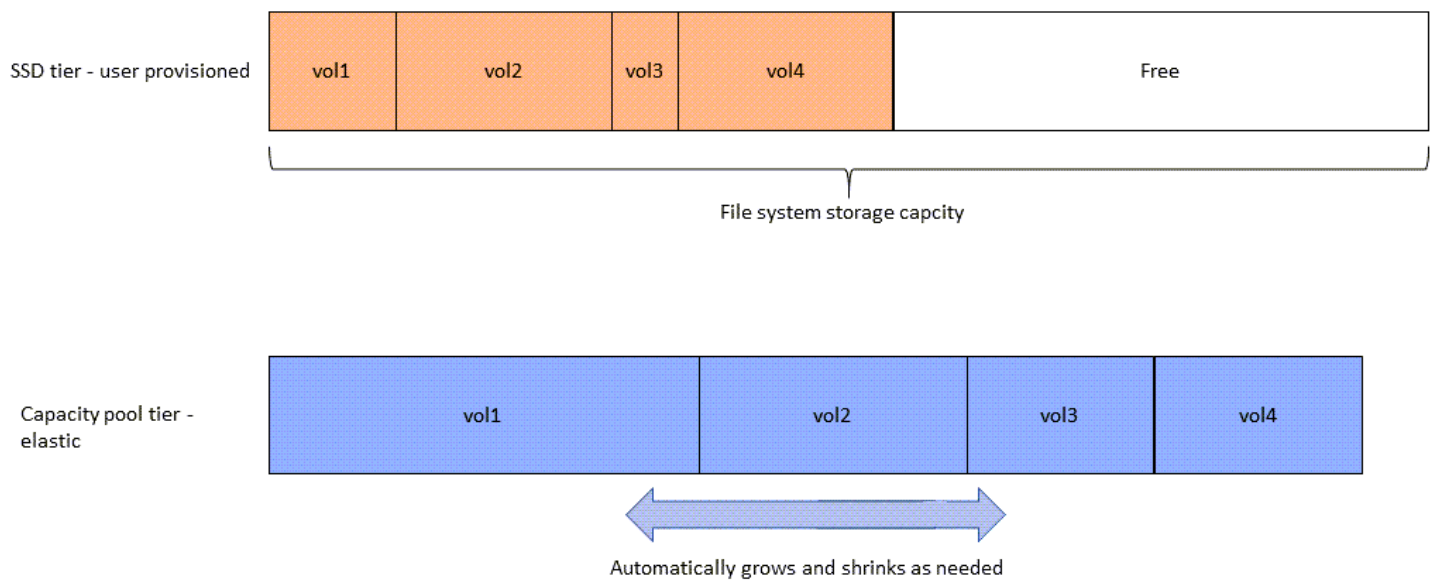 SSD tier - user provisioned
vol1
vol2
vol3
vol4
Free
File system storage capcity
Capacity pool tier -
elastic
vol1
vol2
vol3
vol4
Automatically grows and shrinks as needed